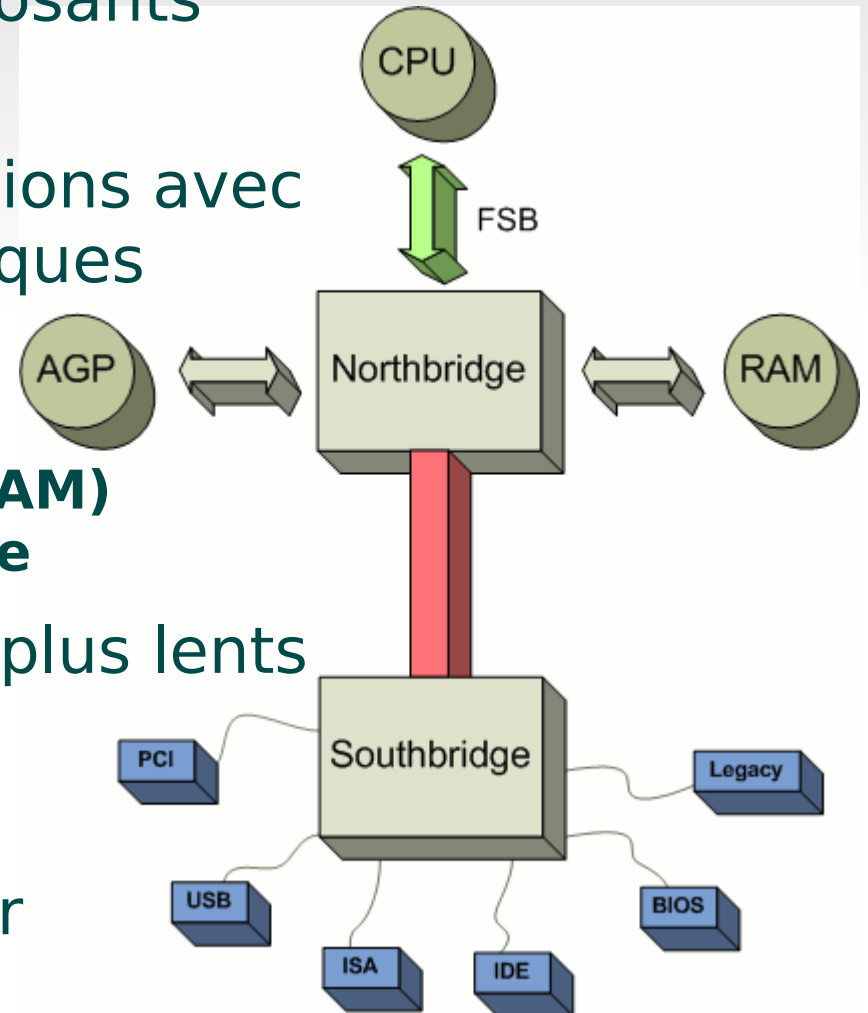 osants
CPU
ions avec
FSB
ques
AGP
Northbridge
RAM
AM)
e
plus lents
Southbridge
PCI
Legacy
USB
BIOS
r
ISA
IDE